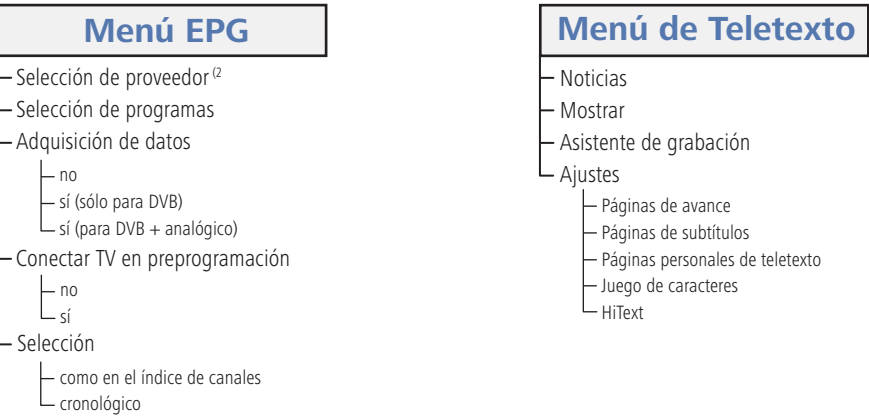 Menú EPG
Selección de proveedor (2
Selección de programas
Adquisición de datos
no
sí (sólo para DVB)
sí (para DVB + analógico)
Conectar TV en preprogramación
no
sí
Selección
como en el índice de canales
cronológico
Menú de Teletexto
Noticias
Mostrar
Asistente de grabación
Ajustes
Páginas de avance
Páginas de subtítulos
Páginas personales de teletexto
Juego de caracteres
HiText